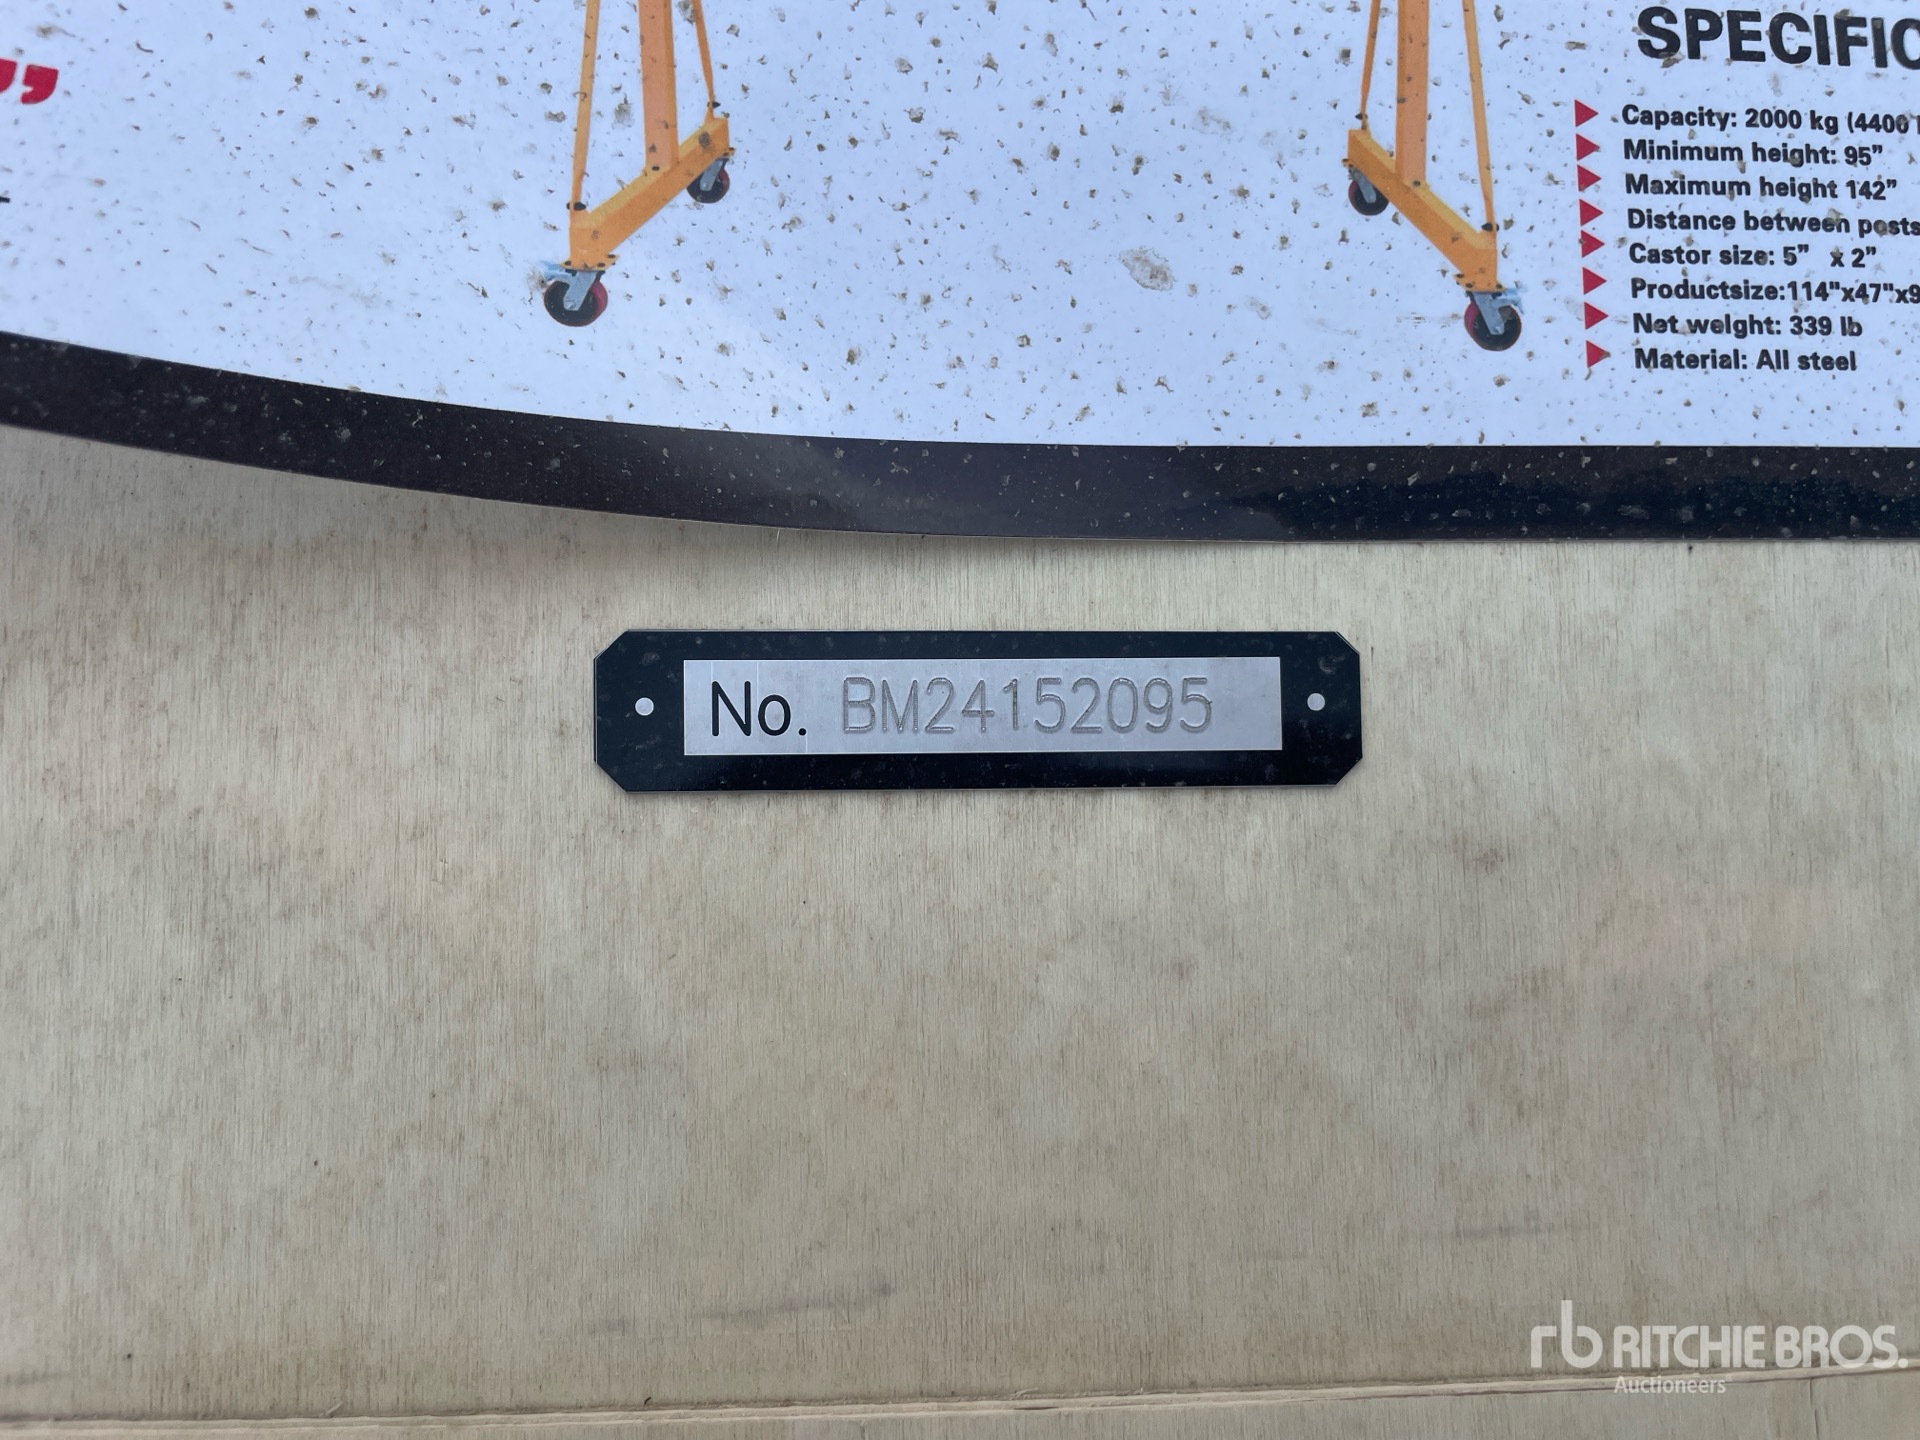 ”
SPECIFIC
Capacity: 2000 kg (4400
Minimum height: 95”
Maximum height 142”
Distance between posts
Castor size: 5” x 2”
Productsize:114"x47"x9
Net weight: 339 lb
Material: All steel
No. BM24152095
rb RITCHIE BROS.
Auctioneers